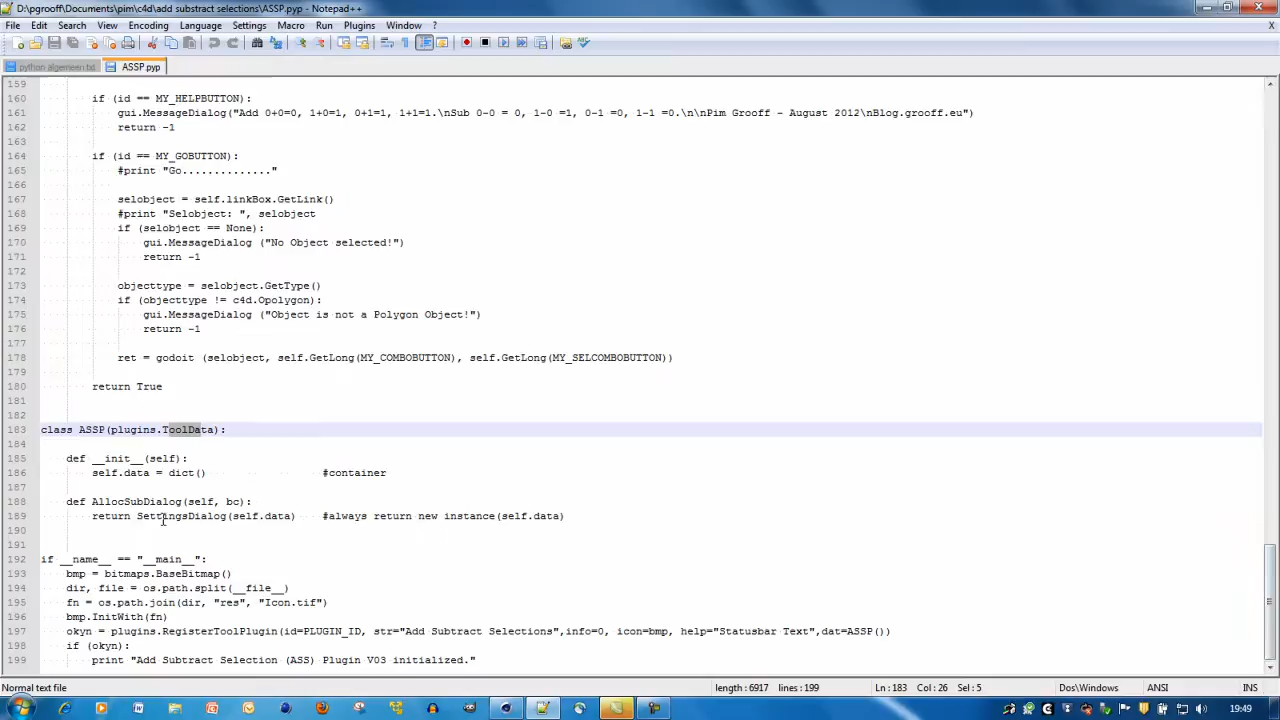 D:\pgrooff\Documents\pim\c4d\add substract selections\ASSP.pyp - Notepad++
File Edit Search View Encoding Language Settings Macro Run Plugins Window ? X
python algemeen.txt ASSP.pyp
159
160 if (id == MY_HELPBUTTON):
161 gui.MessageDialog("Add 0+0=0, 1+0=1, 0+1=1, 1+1=1.\nSub 0-0 = 0, 1-0 =1, 0-1 =0, 1-1 =0.\n\nPim Grooff - August 2012\nBlog.grooff.eu")
162 return -1
163
164 if (id == MY_GOBUTTON):
165 #print "Go.............."
166
167 selobject = self.linkBox.GetLink()
168 #print "Selobject: ", selobject
169 if (selobject == None):
170 gui.MessageDialog ("No Object selected!")
171 return -1
172
173 objecttype = selobject.GetType()
174 if (objecttype != c4d.Opolygon):
175 gui.MessageDialog ("Object is not a Polygon Object!")
176 return -1
177
178 ret = godoit (selobject, self.GetLong(MY_COMBOBUTTON), self.GetLong(MY_SELCOMBOBUTTON))
179
180 return True
181
182
183 class ASSP(plugins.ToolData):
184
185 def __init__(self):
186 self.data = dict() #container
187
188 def AllocSubDialog(self, bc):
189 return SettingsDialog(self.data) #always return new instance(self.data)
190
191
192 if __name__ == "__main__":
193 bmp = bitmaps.BaseBitmap()
194 dir, file = os.path.split(__file__)
195 fn = os.path.join(dir, "res", "Icon.tif")
196 bmp.InitWith(fn)
197 okyn = plugins.RegisterToolPlugin(id=PLUGIN_ID, str="Add Subtract Selections",info=0, icon=bmp, help="Statusbar Text",dat=ASSP())
198 if (okyn):
199 print "Add Subtract Selection (ASS) Plugin V03 initialized."
Normal text file length : 6917 lines : 199 Ln : 183 Col : 26 Sel : 5 Dos\Windows ANSI INS
19:49